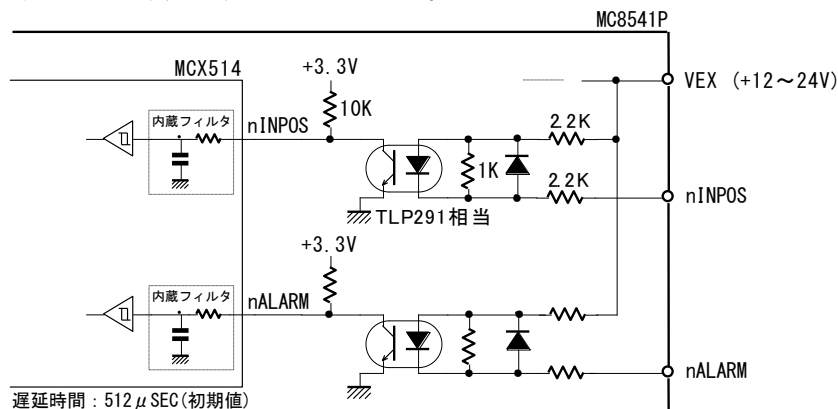 MC8541P
MCX514
+3.3V
VEX (+12～24V)
内蔵フィルタ
nINPOS
10K
2.2K
1K
2.2K
nINPOS
TLP291相当
+3.3V
内蔵フィルタ
nALARM
nALARM
遅延時間：512μSEC(初期値)